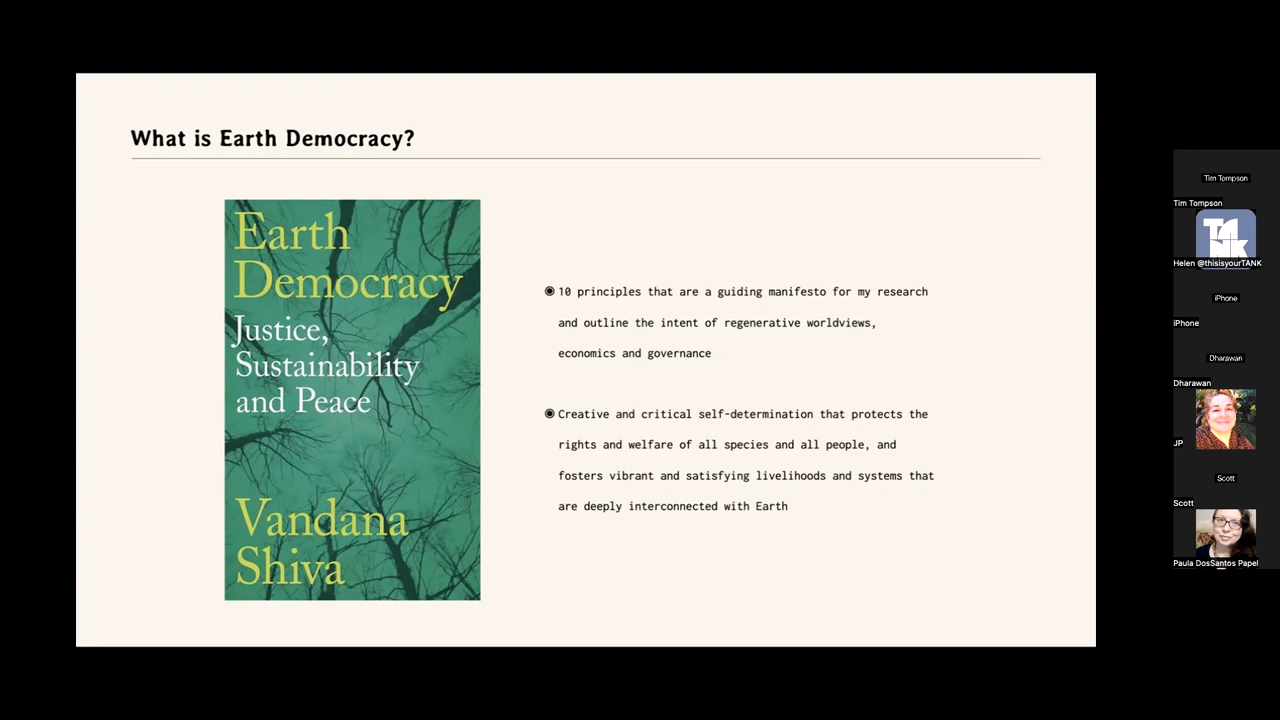 What is Earth Democracy?
Earth
Democracy
Justice,
Sustainability
and Peace
Vandana
Shiva
◉ 10 principles that are a guiding manifesto for my research
and outline the intent of regenerative worldviews,
economics and governance
◉ Creative and critical self-determination that protects the
rights and welfare of all species and all people, and
fosters vibrant and satisfying livelihoods and systems that
are deeply interconnected with Earth
Tim Tompson
Tim Tompson
TANK
Helen @thisisyourTANK
iPhone
iPhone
Dharawan
Dharawan
JP
Scott
Scott
Paula DosSantos Papel